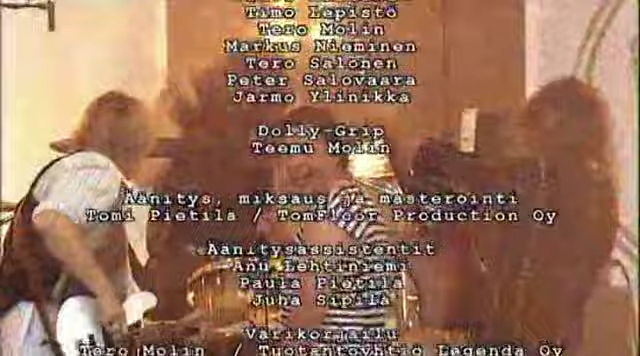 Timo Lepistö
Tero Molin
Markus Nieminen
Tero Salonen
Peter Salovaara
Jarmo Ylinikka
Dolly-Grip
Teemu Molin
Äänitys, miksaus ja masterointi
Tomi Pietilä / TomFloor Production Oy
Äänitysassistentit
Anu Lehtiniemi
Paula Pietilä
Juha Sipilä
Värikorjailu
Tero Molin / Tuotantoyhtiö Legenda Oy